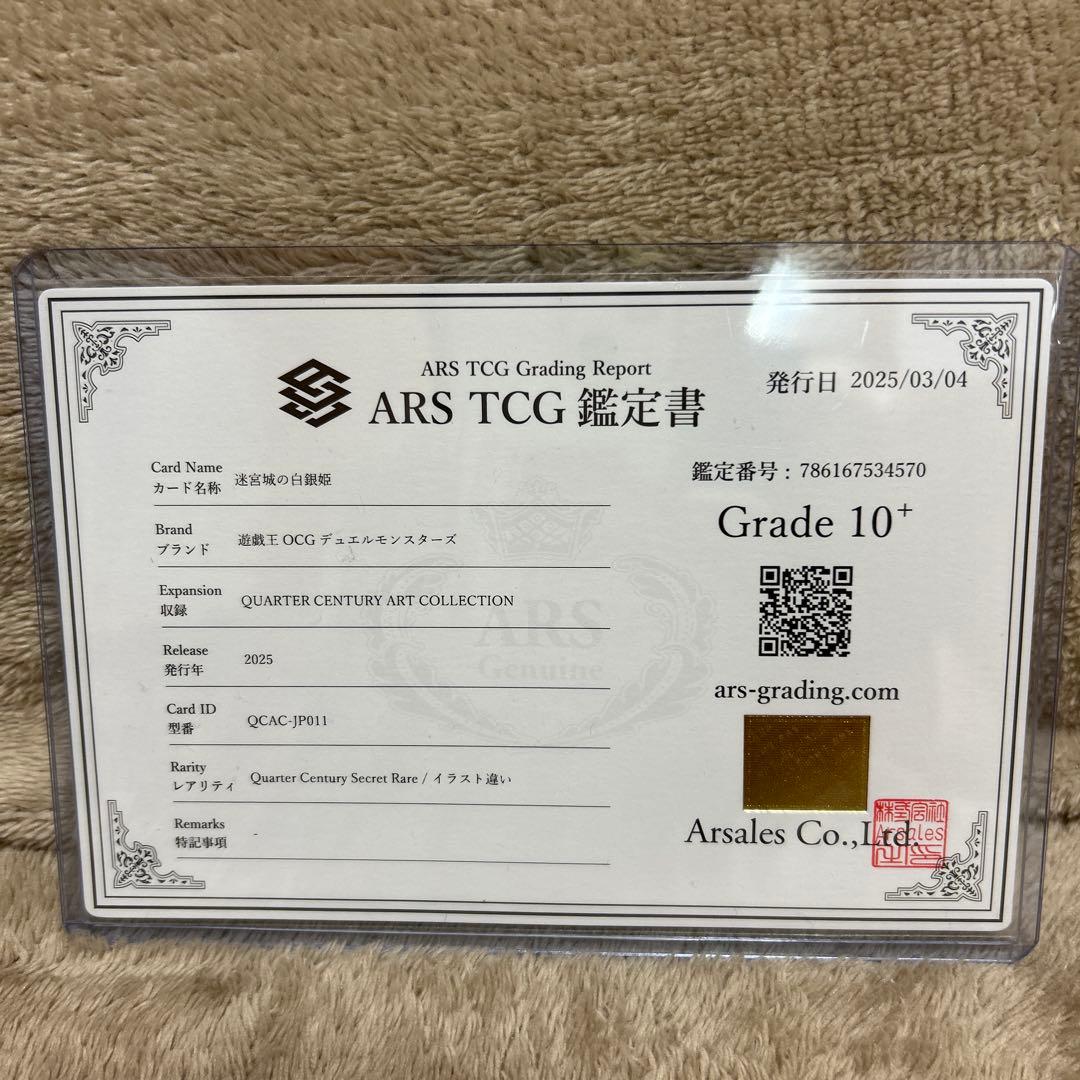 ARS TCG Grading Report
ARS TCG 鑑定書
発行日 2025/03/04
Card Name
カード名称 迷宮城の白銀姫
Brand
ブランド 遊戯王 OCG デュエルモンスターズ
Expansion
収録 QUARTER CENTURY ART COLLECTION
Release
発行年 2025
Card ID
型番 QCAC-JP011
Rarity
レアリティ Quarter Century Secret Rare / イラスト違い
Remarks
特記事項 -
鑑定番号 : 786167534570
Grade 10+
ars-grading.com
Arsales Co.,Ltd.
ARS
Genuine
Arsales